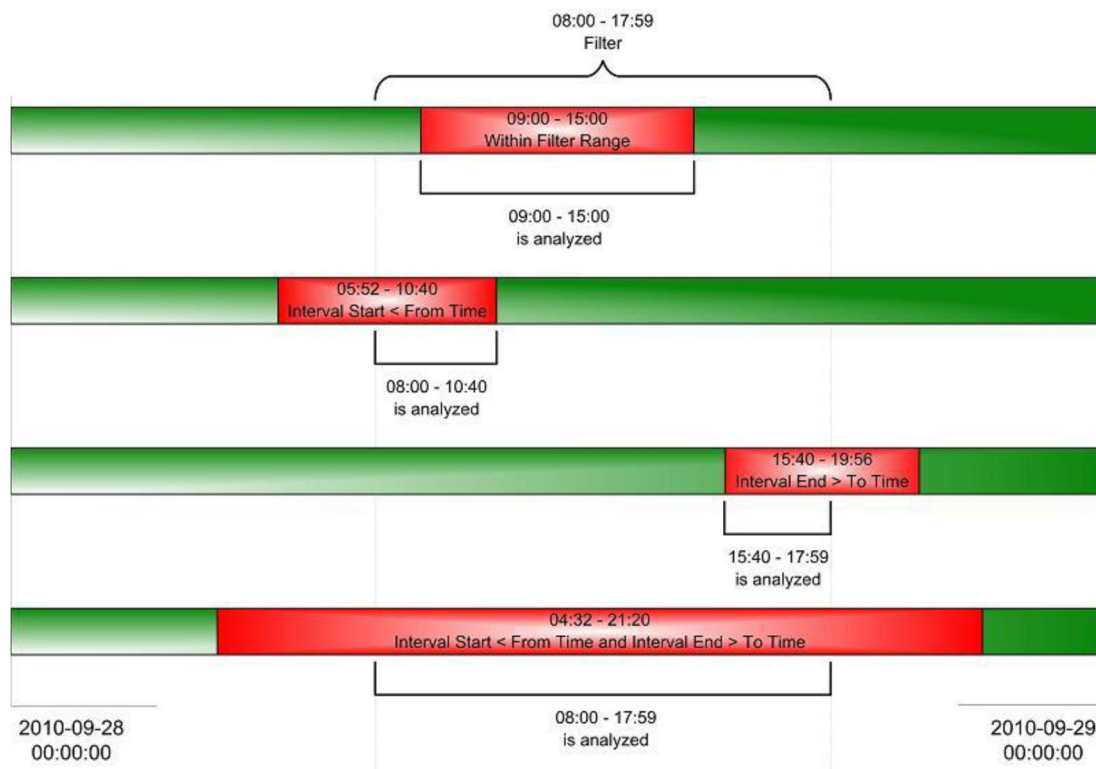 08:00 - 17:59
Filter
09:00 - 15:00
Within Filter Range
09:00 - 15:00
is analyzed
05:52 - 10:40
Interval Start < From Time
08:00 - 10:40
is analyzed
15:40 - 19:56
Interval End > To Time
15:40 - 17:59
is analyzed
04:32 - 21:20
Interval Start < From Time and Interval End > To Time
08:00 - 17:59
is analyzed
2010-09-28
00:00:00
2010-09-29
00:00:00